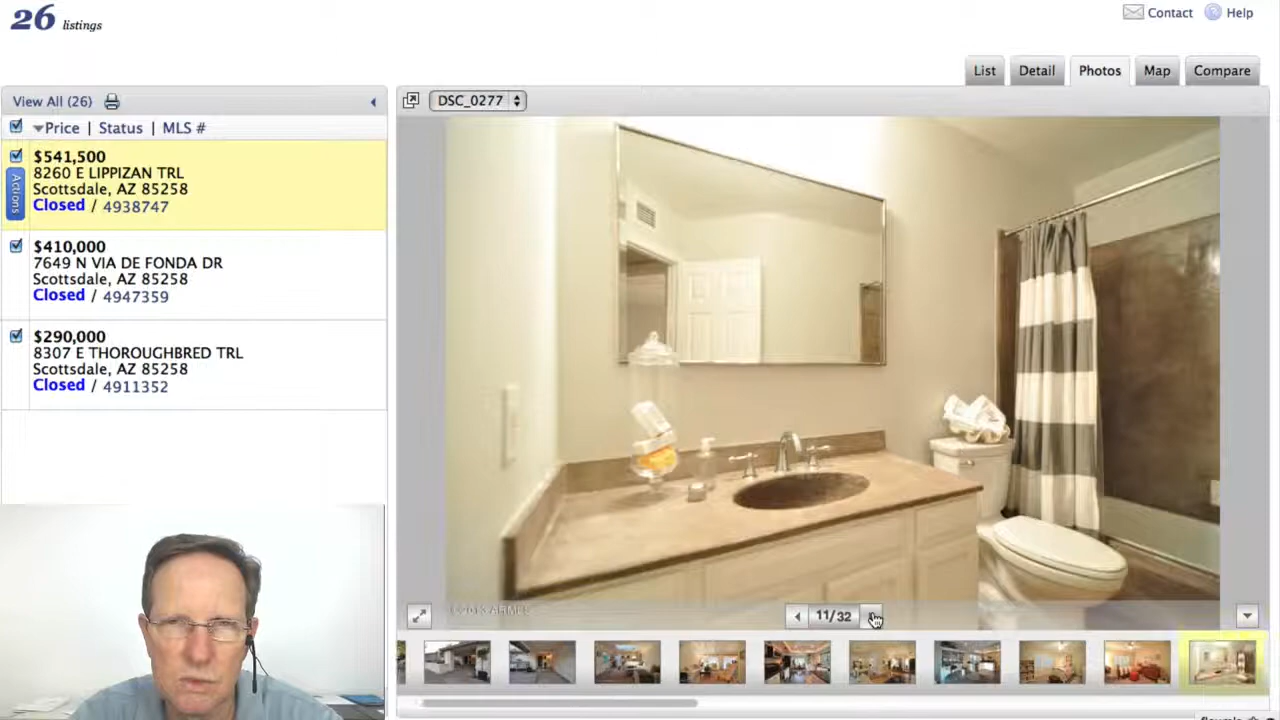 26 listings
Contact Help
List Detail Photos Map Compare
View All (26)
DSC_0277
Price | Status | MLS #
$541,500
8260 E LIPPIZAN TRL
Scottsdale, AZ 85258
Closed / 4938747
Actions
$410,000
7649 N VIA DE FONDA DR
Scottsdale, AZ 85258
Closed / 4947359
$290,000
8307 E THOROUGHBRED TRL
Scottsdale, AZ 85258
Closed / 4911352
11/32